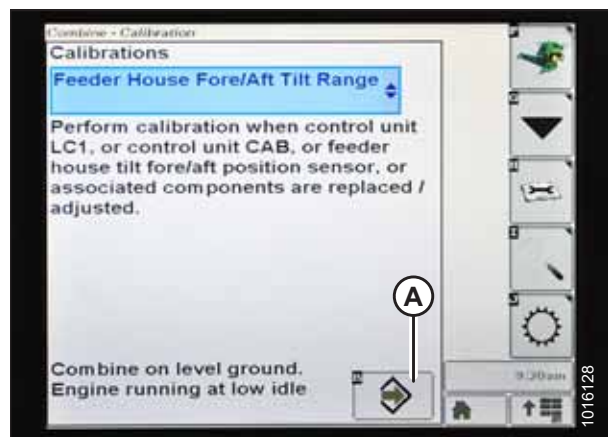 Combine - Calibration
Calibrations
Feeder House Fore/Aft Tilt Range
Perform calibration when control unit
LC1, or control unit CAB, or feeder
house tilt fore/aft position sensor, or
associated components are replaced /
adjusted.
A
Combine on level ground.
Engine running at low idle
9:20am
1016128